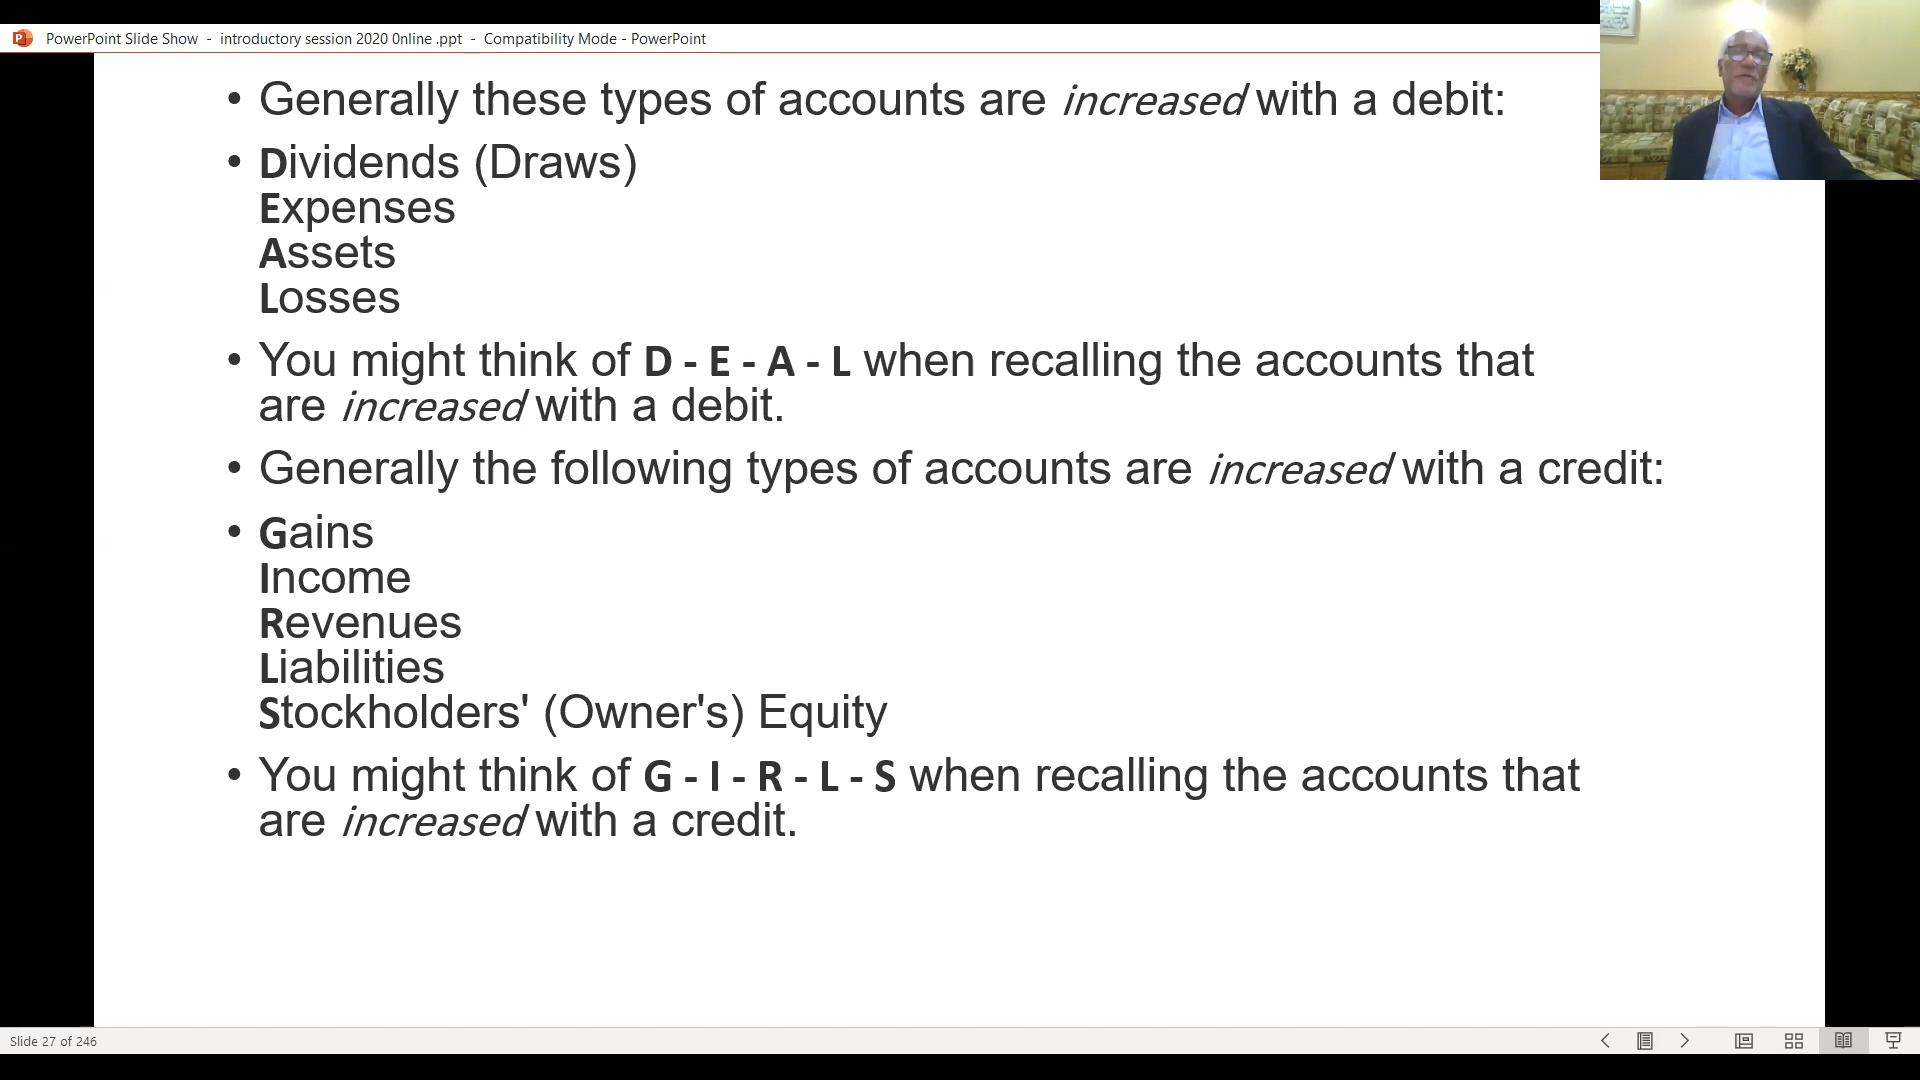 PowerPoint Slide Show - introductory session 2020 0nline .ppt - Compatibility Mode - PowerPoint
• Generally these types of accounts are increased with a debit:
• Dividends (Draws)
Expenses
Assets
Losses
• You might think of D - E - A - L when recalling the accounts that
are increased with a debit.
• Generally the following types of accounts are increased with a credit:
• Gains
Income
Revenues
Liabilities
Stockholders' (Owner's) Equity
• You might think of G - I - R - L - S when recalling the accounts that
are increased with a credit.
Slide 27 of 246